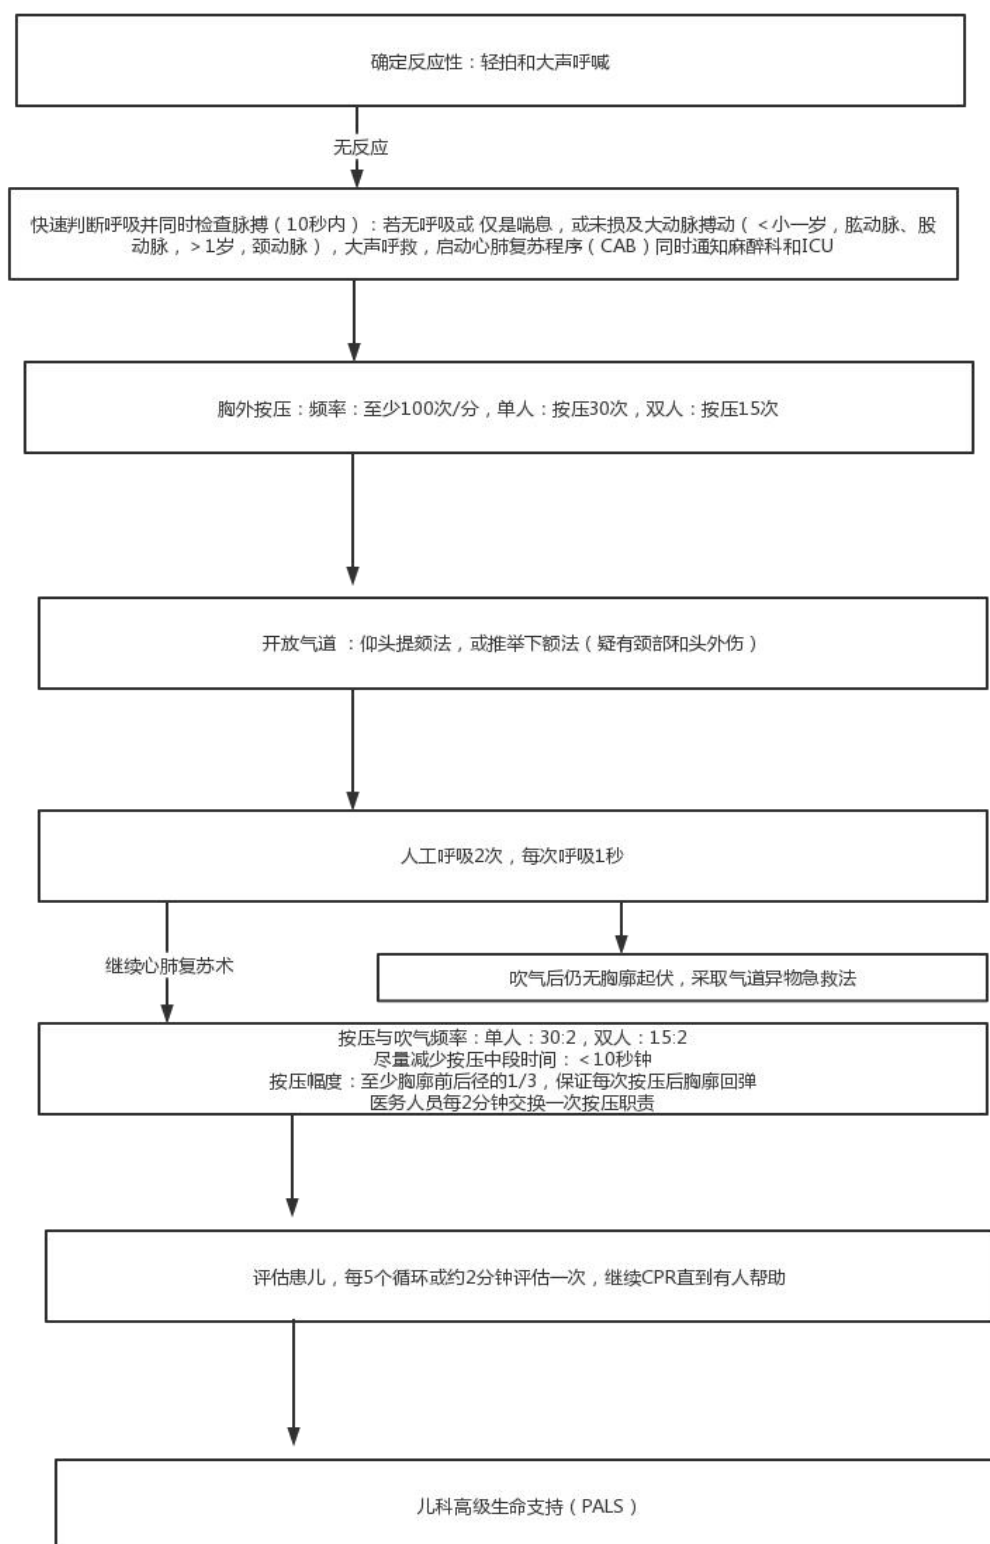 确定反应性：轻拍和大声呼喊
无反应
快速判断呼吸并同时检查脉搏（10秒内）：若无呼吸或 仅是喘息，或未损及大动脉搏动（＜小一岁，肱动脉、股
动脉，＞1岁，颈动脉），大声呼救，启动心肺复苏程序（CAB）同时通知麻醉科和ICU
胸外按压：频率：至少100次/分，单人：按压30次，双人：按压15次
开放气道 ：仰头提颏法，或推举下额法（疑有颈部和头外伤）
人工呼吸2次，每次呼吸1秒
继续心肺复苏术
吹气后仍无胸廓起伏，采取气道异物急救法
按压与吹气频率：单人：30:2，双人：15:2
尽量减少按压中段时间：＜10秒钟
按压幅度：至少胸廓前后径的1/3，保证每次按压后胸廓回弹
医务人员每2分钟交换一次按压职责
评估患儿，每5个循环或约2分钟评估一次，继续CPR直到有人帮助
儿科高级生命支持（PALS）